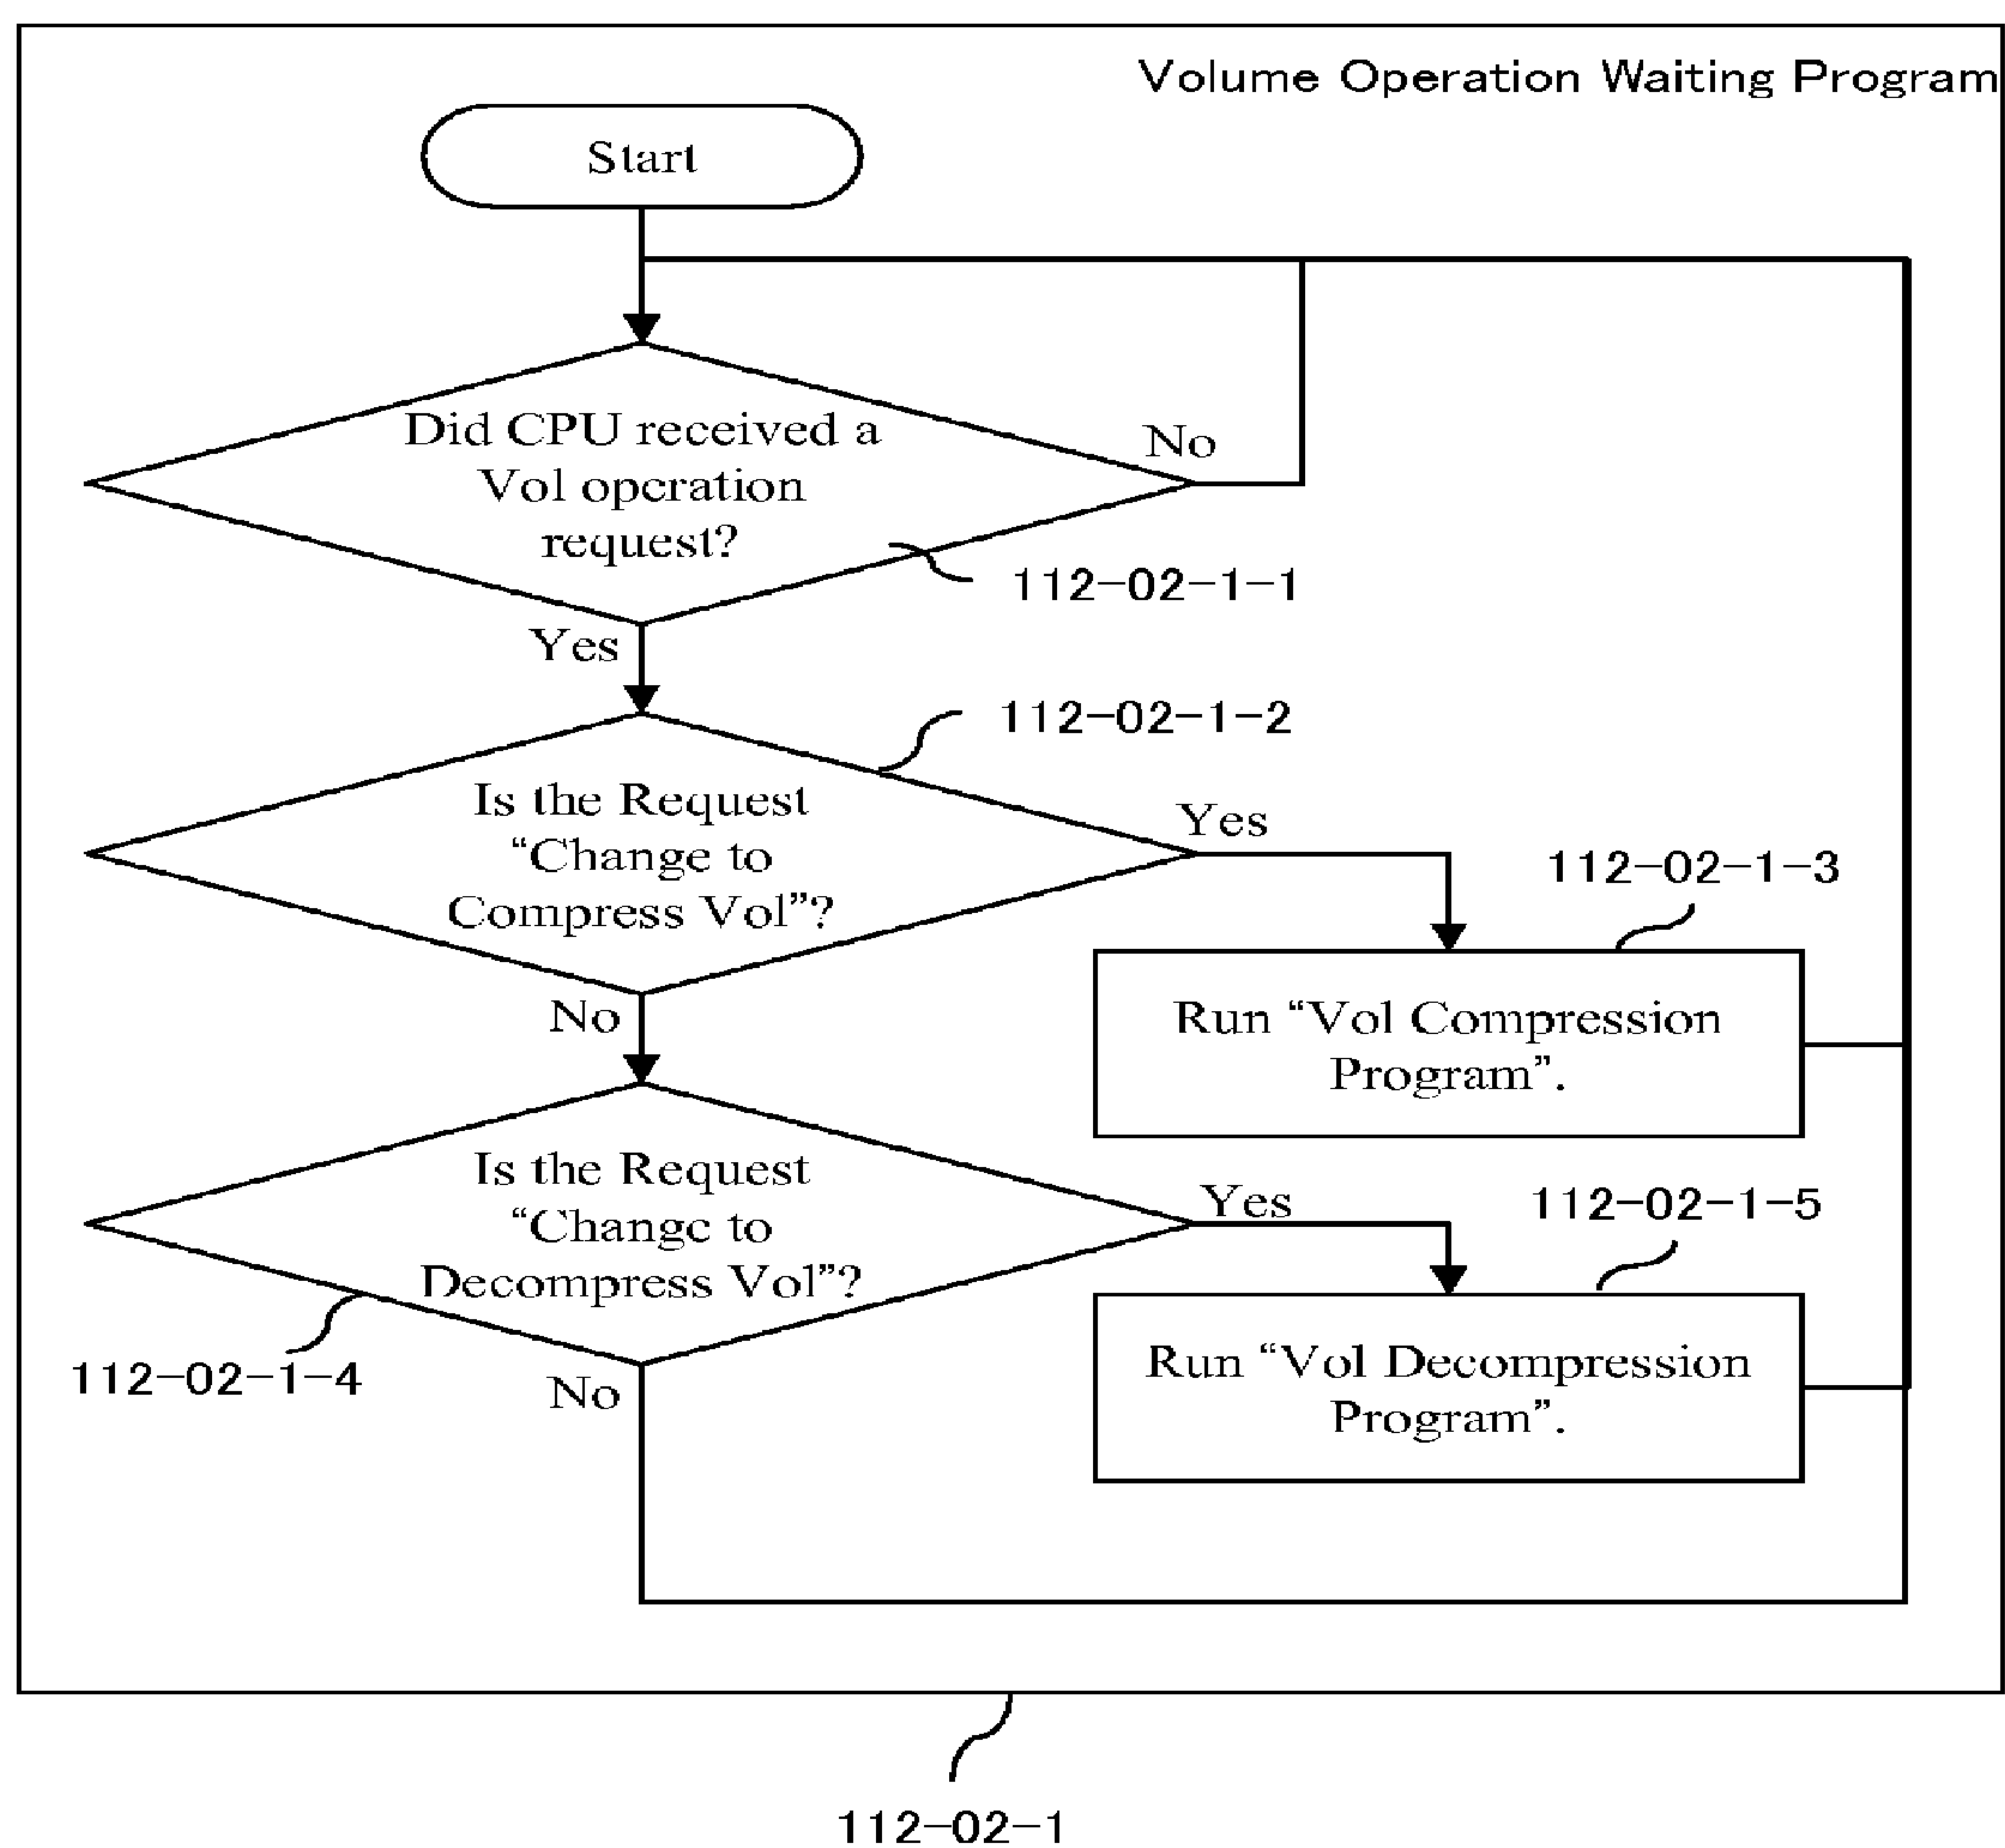 Volume Operation Waiting Program
Start
Did CPU received a
Vol operation
request?
No
112-02-1-1
Yes
112-02-1-2
Is the Request
“Change to
Compress Vol”?
Yes
112-02-1-3
Run “Vol Compression
Program”.
No
Is the Request
“Change to
Decompress Vol”?
Yes
112-02-1-5
Run “Vol Decompression
Program”.
112-02-1-4
No
112-02-1